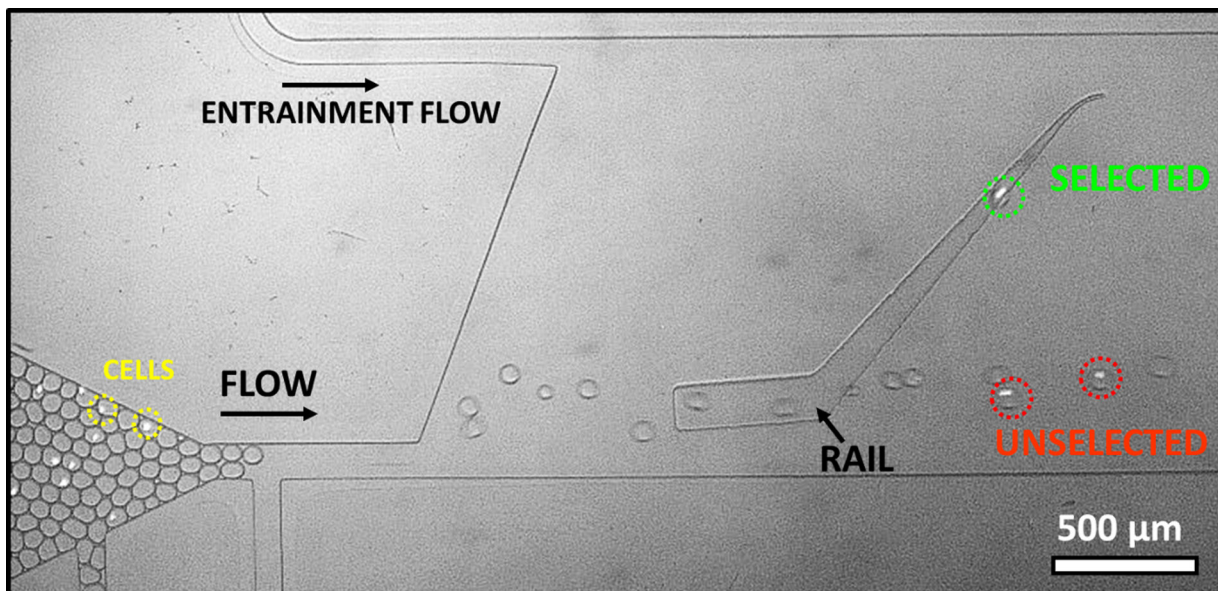 ENTRAINMENT FLOW
SELECTED
CELLS
FLOW
UNSELECTED
RAIL
500 µm